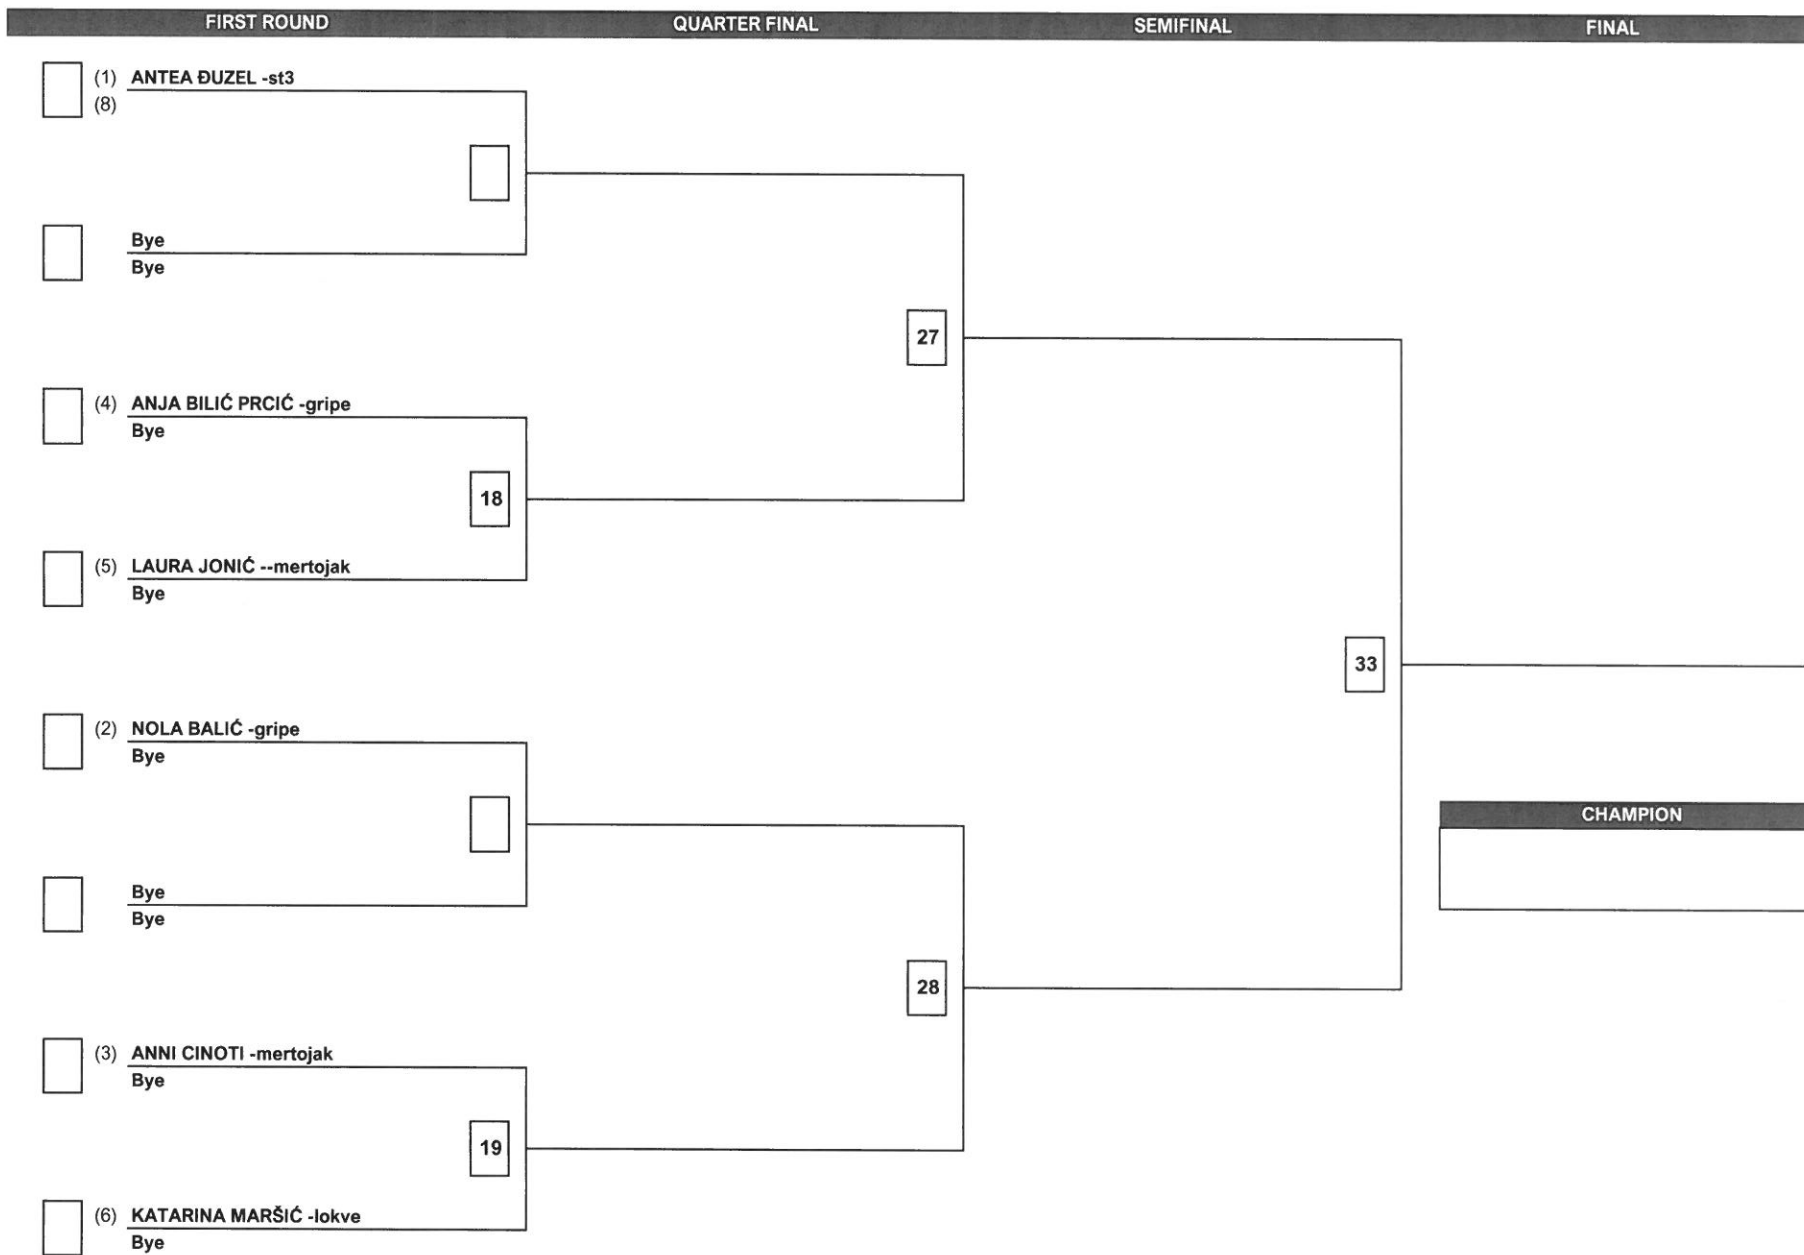 FIRST ROUND QUARTER FINAL SEMIFINAL FINAL
(1) ANTEA ĐUZEL -st3
(8)
Bye
Bye
27
(4) ANJA BILIĆ PRCIĆ -gripe
Bye
18
(5) LAURA JONIĆ --mertojak
Bye
33
(2) NOLA BALIĆ -gripe
Bye
CHAMPION
Bye
Bye
28
(3) ANNI CINOTI -mertojak
Bye
19
(6) KATARINA MARŠIĆ -lokve
Bye